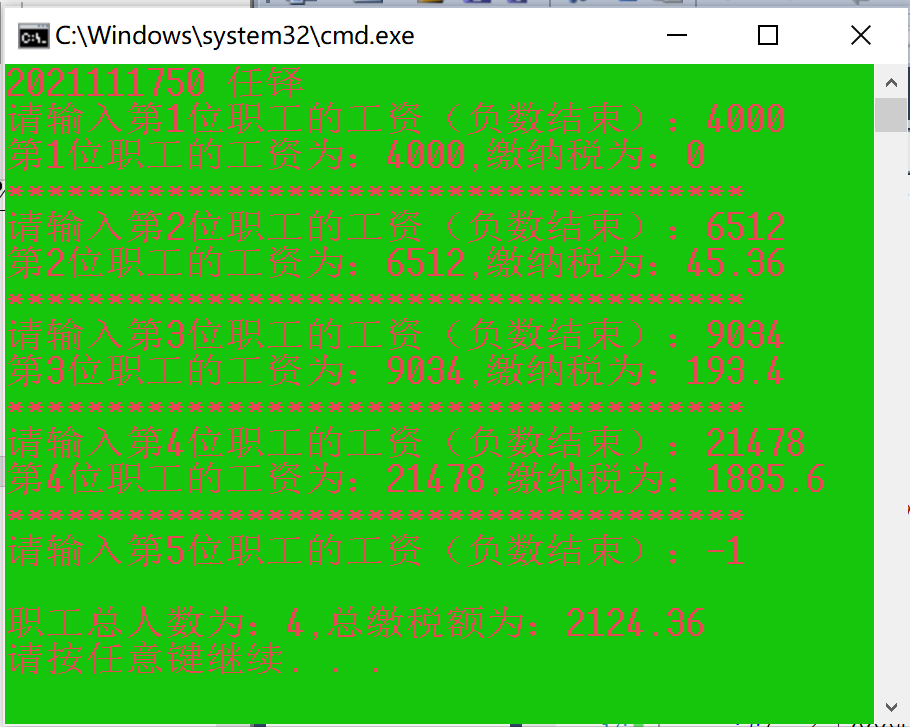 C:\Windows\system32\cmd.exe
2021111750 任铎
请输入第1位职工的工资（负数结束）：4000
第1位职工的工资为：4000,缴纳税为：0
*************************************
请输入第2位职工的工资（负数结束）：6512
第2位职工的工资为：6512,缴纳税为：45.36
*************************************
请输入第3位职工的工资（负数结束）：9034
第3位职工的工资为：9034,缴纳税为：193.4
*************************************
请输入第4位职工的工资（负数结束）：21478
第4位职工的工资为：21478,缴纳税为：1885.6
*************************************
请输入第5位职工的工资（负数结束）：-1
职工总人数为：4,总缴税额为：2124.36
请按任意键继续. . .